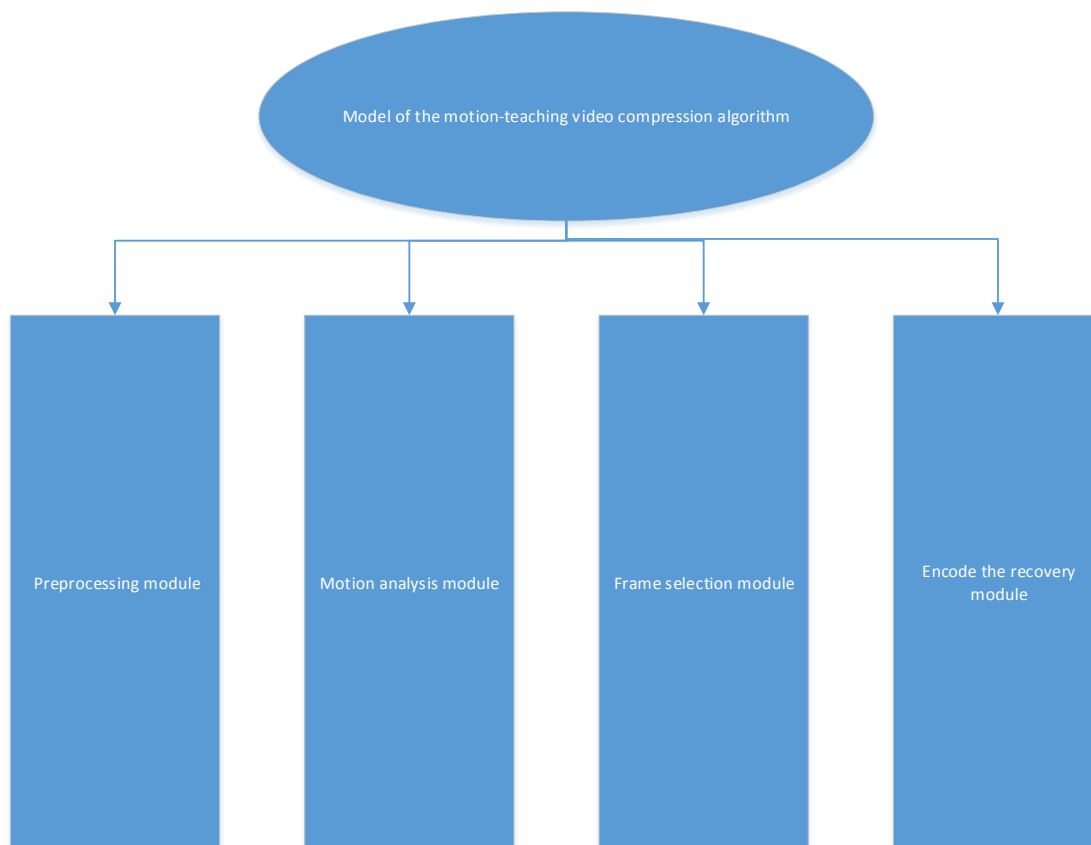 Model of the motion-teaching video compression algorithm
Preprocessing module
Motion analysis module
Frame selection module
Encode the recovery
module